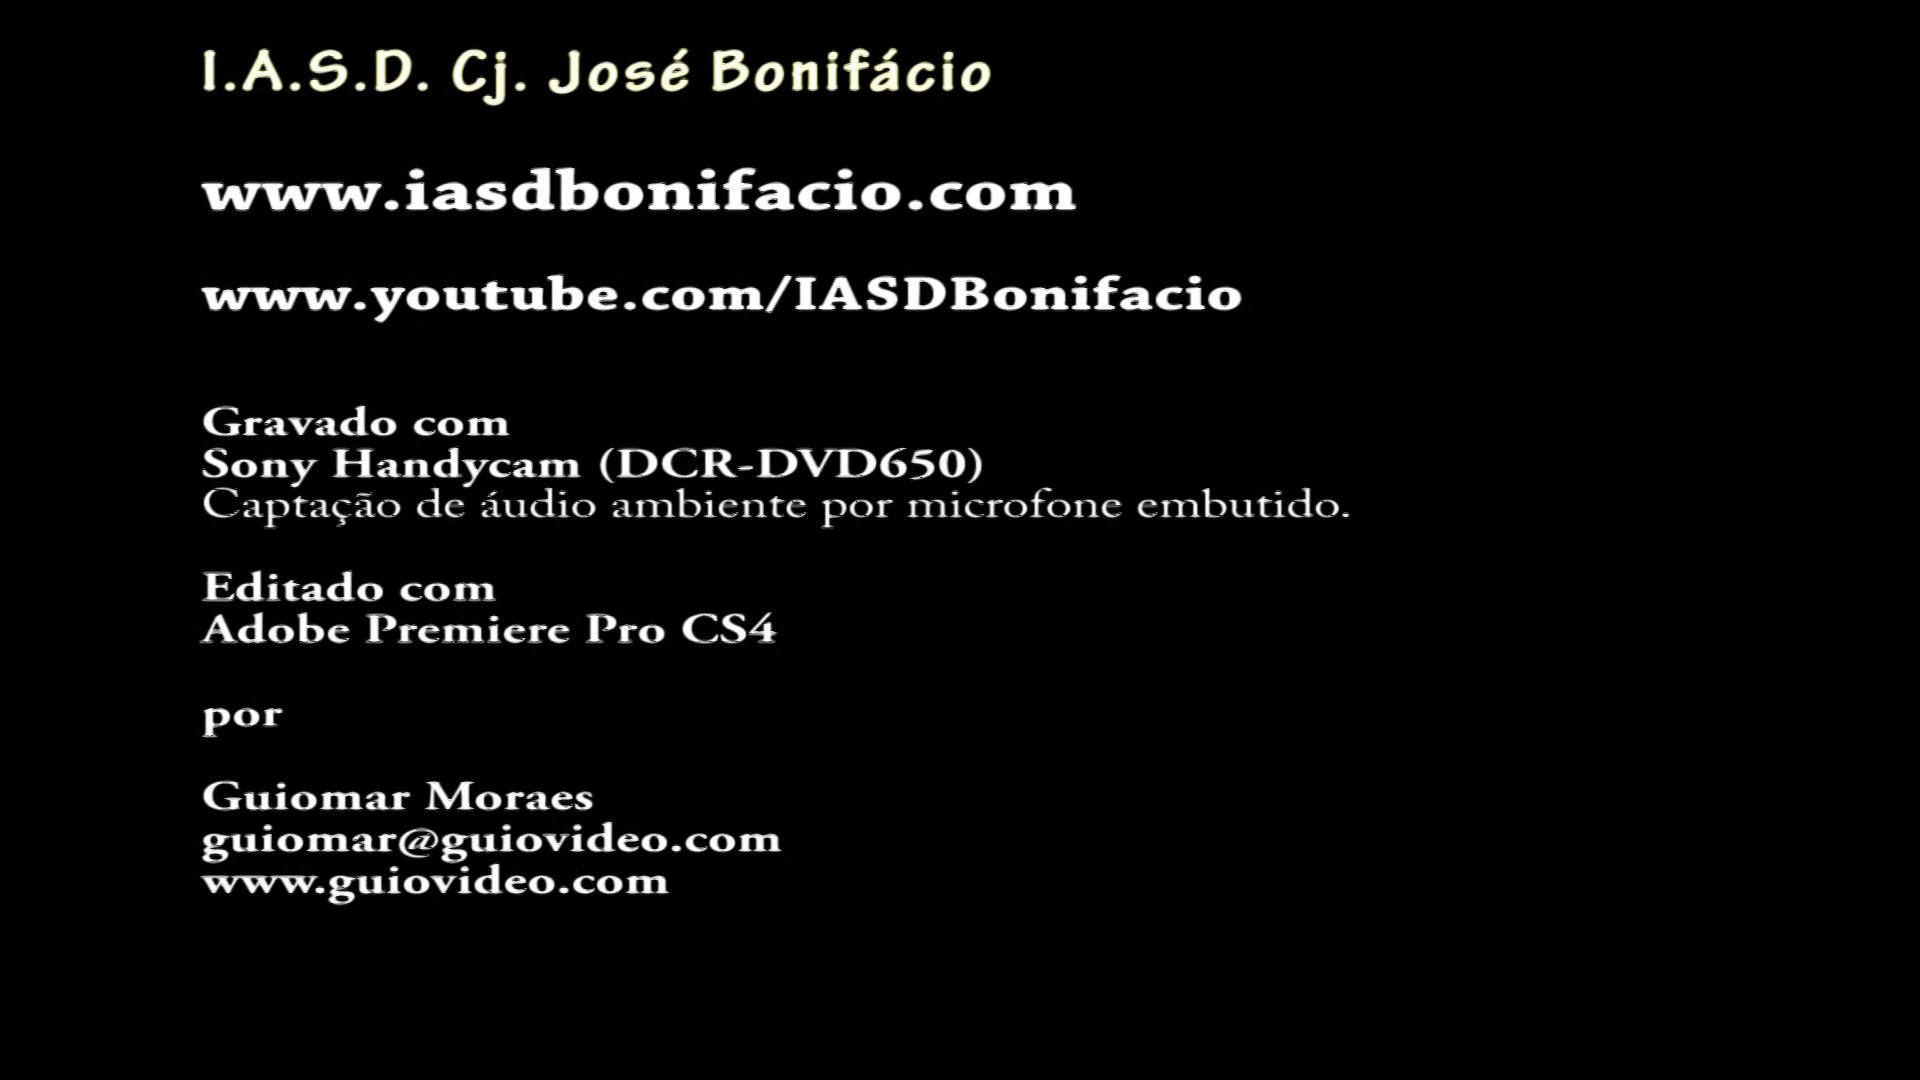 I.A.S.D. Cj. José Bonifácio
www.iasdbonifacio.com
www.youtube.com/IASDBonifacio
Gravado com
Sony Handycam (DCR-DVD650)
Captação de áudio ambiente por microfone embutido.
Editado com
Adobe Premiere Pro CS4
por
Guiomar Moraes
guiomar@guiovideo.com
www.guiovideo.com